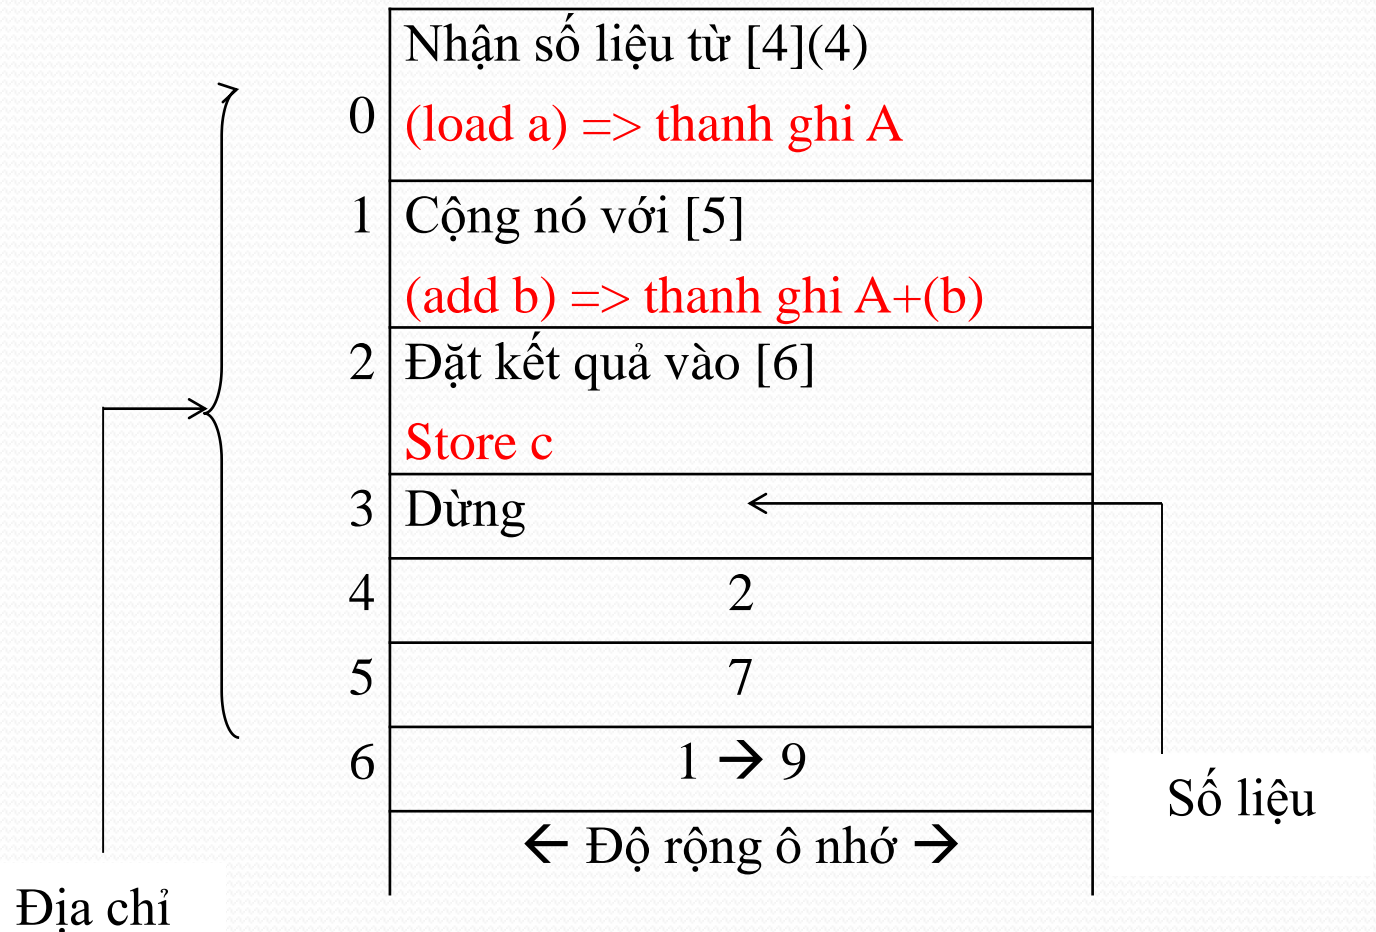 Nhận số liệu từ [4](4)
0 (load a) => thanh ghi A
1 Cộng nó với [5]
(add b) => thanh ghi A+(b)
2 Đặt kết quả vào [6]
Store c
3 Dừng
4 2
5 7
6 1 → 9
Số liệu
← Độ rộng ô nhớ →
Địa chỉ